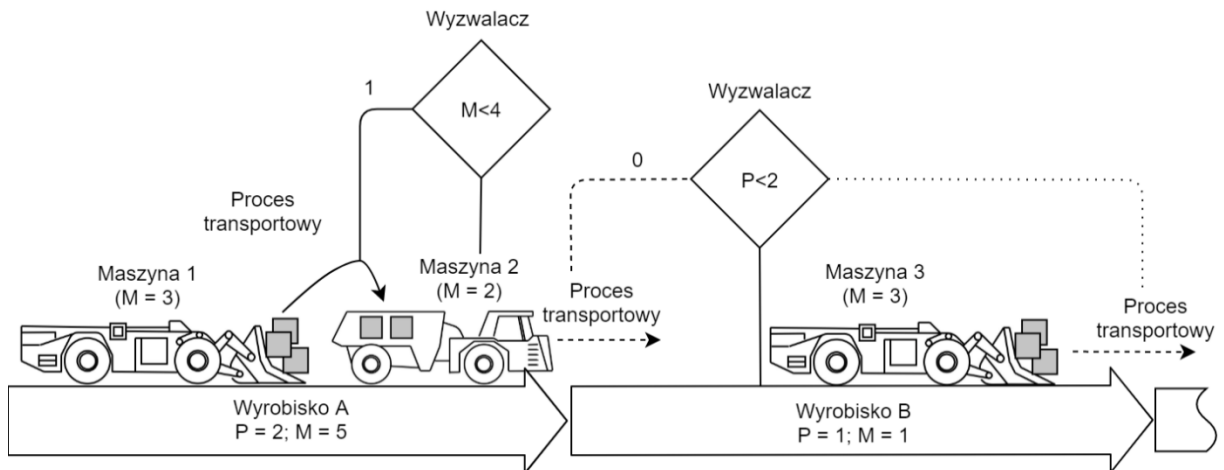 Wyzwalacz
1
M<4
Wyzwalacz
0
P<2
Proces
transportowy
Maszyna 1
(M = 3)
Maszyna 2
(M = 2)
Proces
transportowy
Maszyna 3
(M = 3)
Proces
transportowy
Wyrobisko A
P = 2; M = 5
Wyrobisko B
P = 1; M = 1